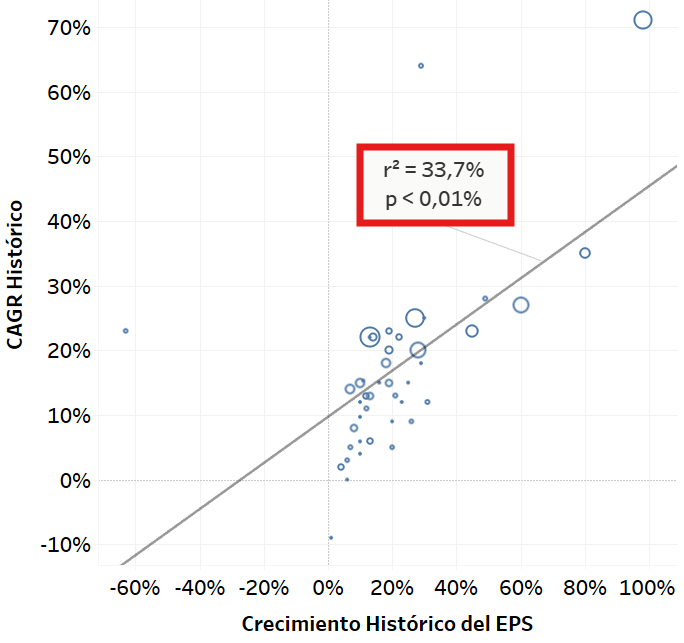 70%
60%
50%
40%
30%
20%
10%
0%
-10%
CAGR Histórico
r² = 33,7%
p < 0,01%
-60% -40% -20% 0% 20% 40% 60% 80% 100%
Crecimiento Histórico del EPS